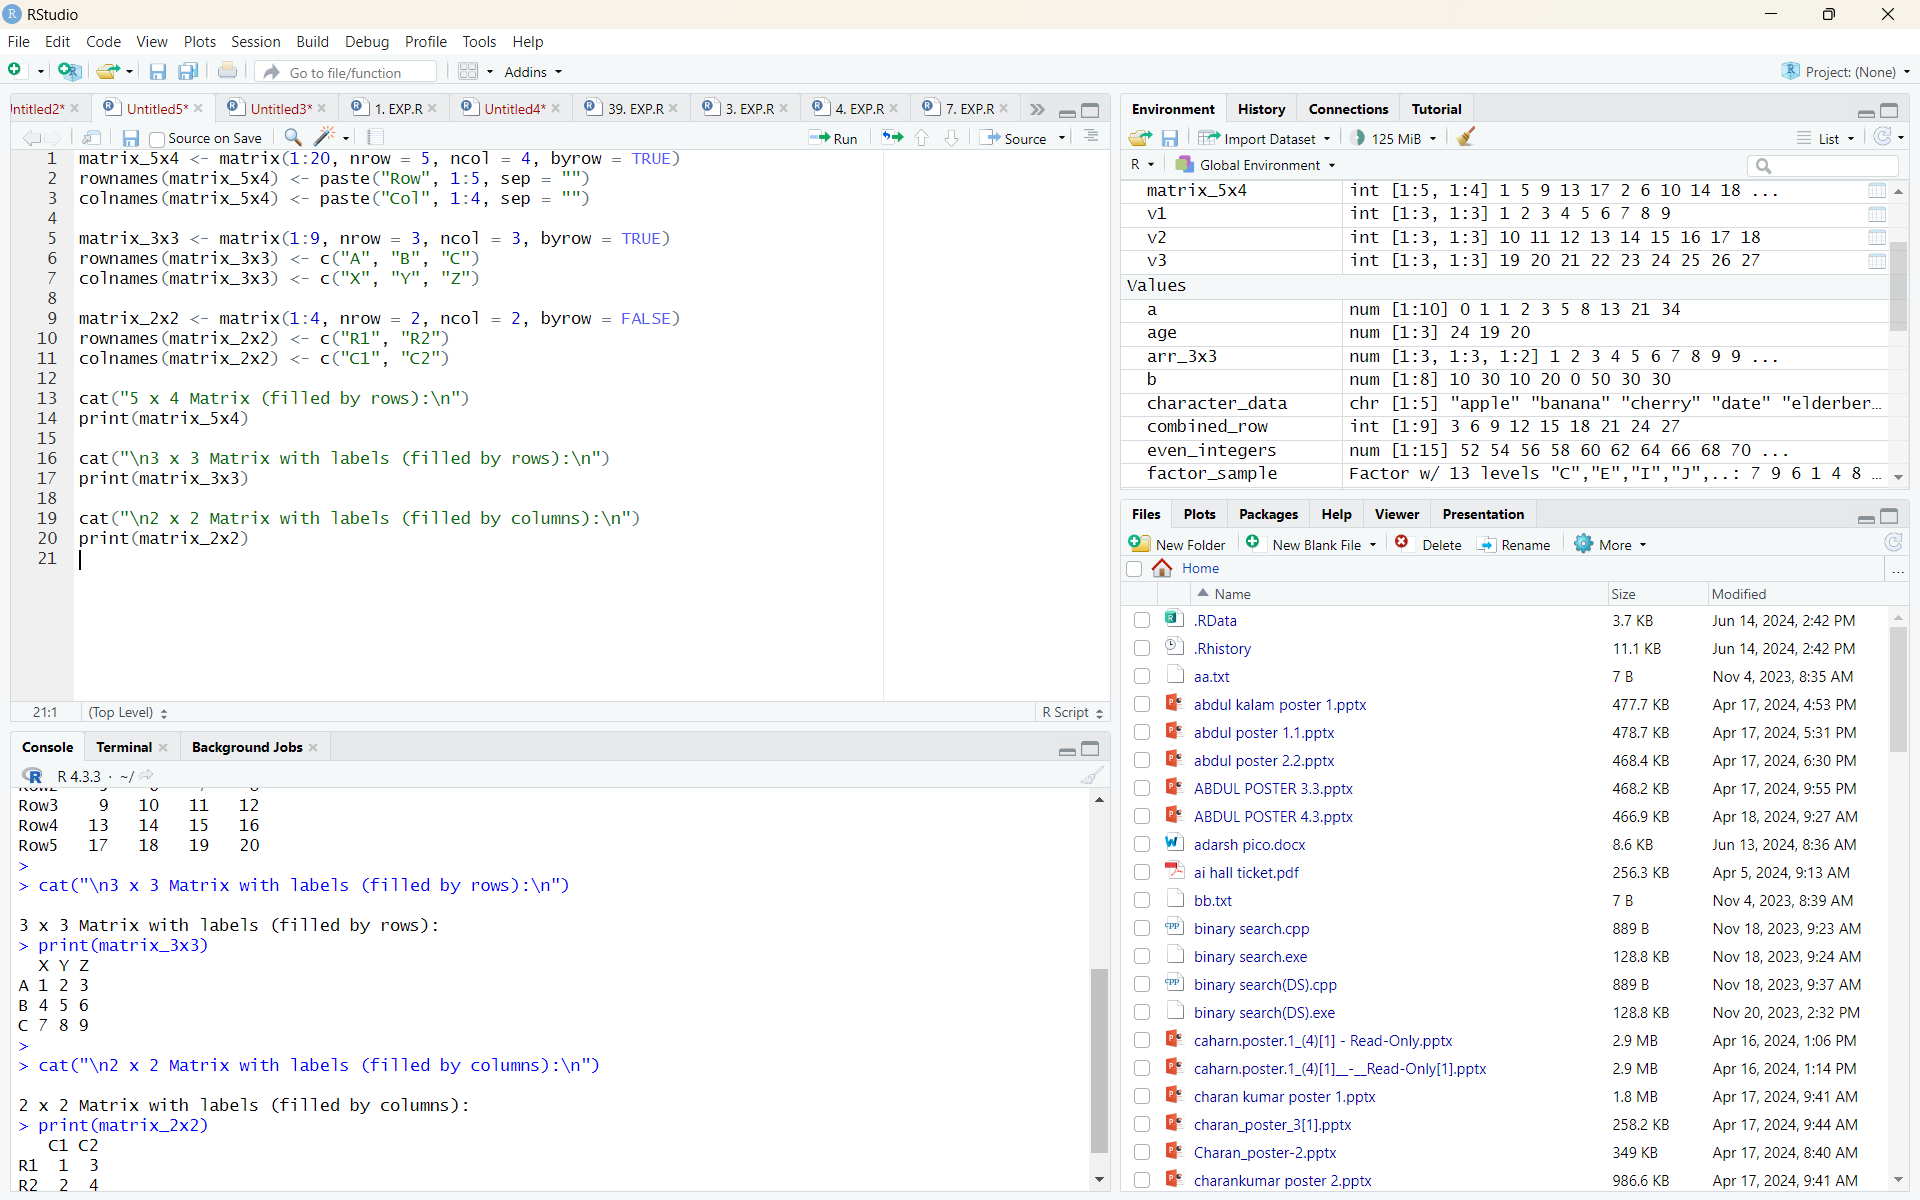 RStudio
File Edit Code View Plots Session Build Debug Profile Tools Help
Go to file/function Addins Project: (None)
Untitled5* Untitled3* 1. EXP.R Untitled4* 39. EXP.R 3. EXP.R 4. EXP.R 7. EXP.R
Source on Save Run Source
1 matrix_5x4 <- matrix(1:20, nrow = 5, ncol = 4, byrow = TRUE)
2 rownames(matrix_5x4) <- paste("Row", 1:5, sep = "")
3 colnames(matrix_5x4) <- paste("Col", 1:4, sep = "")
4
5 matrix_3x3 <- matrix(1:9, nrow = 3, ncol = 3, byrow = TRUE)
6 rownames(matrix_3x3) <- c("A", "B", "C")
7 colnames(matrix_3x3) <- c("X", "Y", "Z")
8
9 matrix_2x2 <- matrix(1:4, nrow = 2, ncol = 2, byrow = FALSE)
10 rownames(matrix_2x2) <- c("R1", "R2")
11 colnames(matrix_2x2) <- c("C1", "C2")
12
13 cat("5 x 4 Matrix (filled by rows):\n")
14 print(matrix_5x4)
15
16 cat("\n3 x 3 Matrix with labels (filled by rows):\n")
17 print(matrix_3x3)
18
19 cat("\n2 x 2 Matrix with labels (filled by columns):\n")
20 print(matrix_2x2)
21
21:1 (Top Level) R Script
Console Terminal Background Jobs
R 4.3.3 · ~/
Row3 9 10 11 12
Row4 13 14 15 16
Row5 17 18 19 20
>
> cat("\n3 x 3 Matrix with labels (filled by rows):\n")
3 x 3 Matrix with labels (filled by rows):
> print(matrix_3x3)
X Y Z
A 1 2 3
B 4 5 6
C 7 8 9
>
> cat("\n2 x 2 Matrix with labels (filled by columns):\n")
2 x 2 Matrix with labels (filled by columns):
> print(matrix_2x2)
C1 C2
R1 1 3
R2 2 4
Environment History Connections Tutorial
Import Dataset 125 MiB List
R Global Environment
matrix_5x4 int [1:5, 1:4] 1 5 9 13 17 2 6 10 14 18 ...
v1 int [1:3, 1:3] 1 2 3 4 5 6 7 8 9
v2 int [1:3, 1:3] 10 11 12 13 14 15 16 17 18
v3 int [1:3, 1:3] 19 20 21 22 23 24 25 26 27
Values
a num [1:10] 0 1 1 2 3 5 8 13 21 34
age num [1:3] 24 19 20
arr_3x3 num [1:3, 1:3, 1:2] 1 2 3 4 5 6 7 8 9 9 ...
b num [1:8] 10 30 10 20 0 50 30 30
character_data chr [1:5] "apple" "banana" "cherry" "date" "elderber…
combined_row int [1:9] 3 6 9 12 15 18 21 24 27
even_integers num [1:15] 52 54 56 58 60 62 64 66 68 70 ...
factor_sample Factor w/ 13 levels "C","E","I","J",..: 7 9 6 1 4 8 …
Files Plots Packages Help Viewer Presentation
New Folder New Blank File Delete Rename More
Home ...
Name Size Modified
.RData 3.7 KB Jun 14, 2024, 2:42 PM
.Rhistory 11.1 KB Jun 14, 2024, 2:42 PM
aa.txt 7 B Nov 4, 2023, 8:35 AM
abdul kalam poster 1.pptx 477.7 KB Apr 17, 2024, 4:53 PM
abdul poster 1.1.pptx 478.7 KB Apr 17, 2024, 5:31 PM
abdul poster 2.2.pptx 468.4 KB Apr 17, 2024, 6:30 PM
ABDUL POSTER 3.3.pptx 468.2 KB Apr 17, 2024, 9:55 PM
ABDUL POSTER 4.3.pptx 466.9 KB Apr 18, 2024, 9:27 AM
adarsh pico.docx 8.6 KB Jun 13, 2024, 8:36 AM
ai hall ticket.pdf 256.3 KB Apr 5, 2024, 9:13 AM
bb.txt 7 B Nov 4, 2023, 8:39 AM
binary search.cpp 889 B Nov 18, 2023, 9:23 AM
binary search.exe 128.8 KB Nov 18, 2023, 9:24 AM
binary search(DS).cpp 889 B Nov 18, 2023, 9:37 AM
binary search(DS).exe 128.8 KB Nov 20, 2023, 2:32 PM
caharn.poster.1_(4)[1] - Read-Only.pptx 2.9 MB Apr 16, 2024, 1:06 PM
caharn.poster.1_(4)[1]__-__Read-Only[1].pptx 2.9 MB Apr 16, 2024, 1:14 PM
charan kumar poster 1.pptx 1.8 MB Apr 17, 2024, 9:41 AM
charan_poster_3[1].pptx 258.2 KB Apr 17, 2024, 9:44 AM
Charan_poster-2.pptx 349 KB Apr 17, 2024, 8:40 AM
charankumar poster 2.pptx 986.6 KB Apr 17, 2024, 9:41 AM